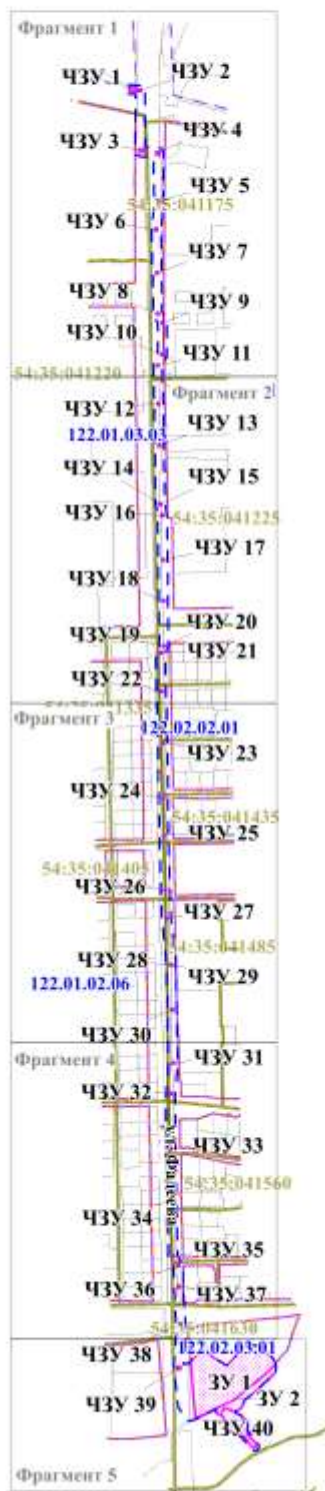 Фрагмент 1
ЧЗУ 1
ЧЗУ 2
ЧЗУ 3
ЧЗУ 4
ЧЗУ 5
54:35:041175
ЧЗУ 6
ЧЗУ 7
ЧЗУ 8
ЧЗУ 9
ЧЗУ 10
ЧЗУ 11
54:35:041220
Фрагмент 2
ЧЗУ 12
ЧЗУ 13
122.01.03.03
ЧЗУ 14
ЧЗУ 15
ЧЗУ 16
54:35:041225
ЧЗУ 17
ЧЗУ 18
ЧЗУ 19
ЧЗУ 20
ЧЗУ 21
ЧЗУ 22
Фрагмент 3
122.02.02.01
ЧЗУ 23
ЧЗУ 24
54:35:041435
ЧЗУ 25
54:35:041405
ЧЗУ 26
ЧЗУ 27
54:35:041485
ЧЗУ 28
ЧЗУ 29
122.01.02.06
ЧЗУ 30
ЧЗУ 31
Фрагмент 4
ЧЗУ 32
ЧЗУ 33
54:35:041560
ЧЗУ 34
ЧЗУ 35
ЧЗУ 36
ЧЗУ 37
54:35:041630
122.02.03.01
ЧЗУ 38
ЗУ 1
ЗУ 2
ЧЗУ 39
ЧЗУ 40
Фрагмент 5